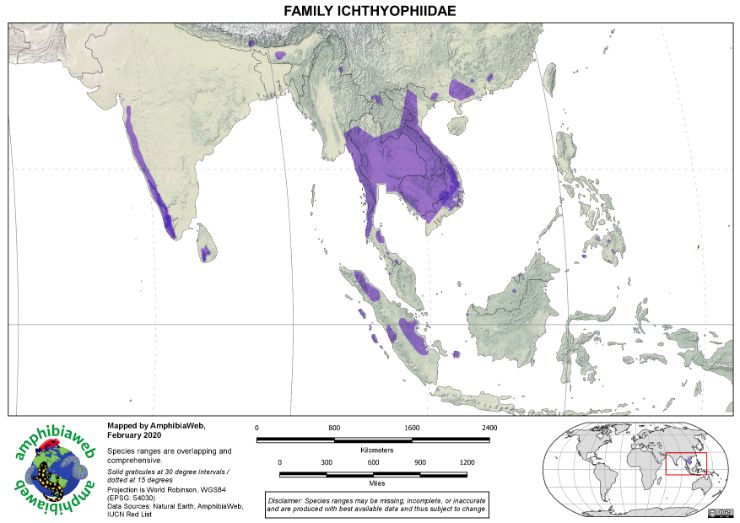 FAMILY ICHTHYOPHIIDAE
amphibiaweb
amphibiaweb
Mapped by AmphibiaWeb,
February 2020
Species ranges are overlapping and
comprehensive.
Solid graticules at 30 degree intervals /
dotted at 15 degrees
Projection is World Robinson, WGS84
(EPSG: 54030)
Data Sources: Natural Earth, AmphibiaWeb,
IUCN Red List
0 800 1600 2400
Kilometers
0 300 600 900 1200
Miles
Disclaimer: Species ranges may be missing, incomplete, or inaccurate
and are produced with best available data and thus subject to change.